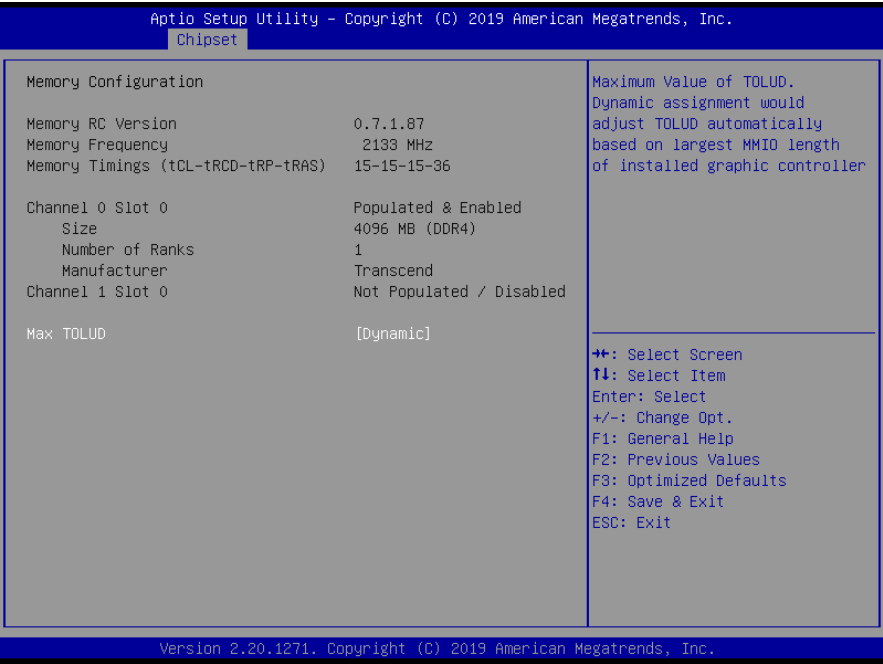 Aptio Setup Utility – Copyright (C) 2019 American Megatrends, Inc.
Chipset
Memory Configuration
Memory RC Version 0.7.1.87
Memory Frequency 2133 MHz
Memory Timings (tCL-tRCD-tRP-tRAS) 15-15-15-36
Channel 0 Slot 0 Populated & Enabled
Size 4096 MB (DDR4)
Number of Ranks 1
Manufacturer Transcend
Channel 1 Slot 0 Not Populated / Disabled
Max TOLUD [Dynamic]
Maximum Value of TOLUD.
Dynamic assignment would
adjust TOLUD automatically
based on largest MMIO length
of installed graphic controller
→←: Select Screen
↑↓: Select Item
Enter: Select
+/-: Change Opt.
F1: General Help
F2: Previous Values
F3: Optimized Defaults
F4: Save & Exit
ESC: Exit
Version 2.20.1271. Copyright (C) 2019 American Megatrends, Inc.